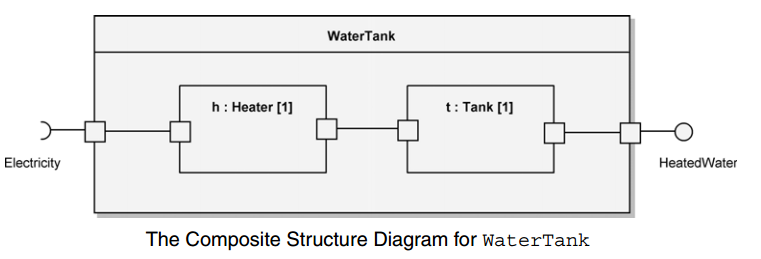 WaterTank
h : Heater [1]
t : Tank [1]
Electricity
HeatedWater
The Composite Structure Diagram for WaterTank